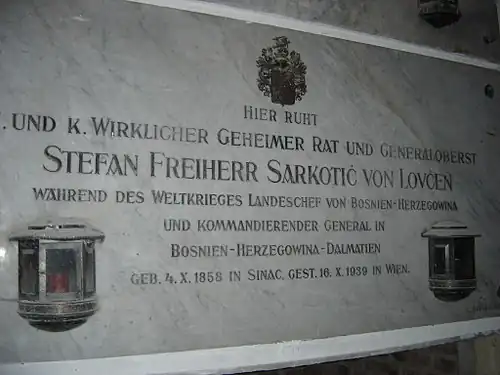 HIER RUHT
. UND K. WIRKLICHER GEHEIMER RAT UND GENERALOBERST
STEFAN FREIHERR SARKOTIĆ VON LOVĆEN
WÄHREND DES WELTKRIEGES LANDESCHEF VON BOSNIEN-HERZEGOWINA
UND KOMMANDIERENDER GENERAL IN
BOSNIEN-HERZEGOWINA-DALMATIEN
GEB. 4. X. 1858 IN SINAC, GEST. 16. X. 1939 IN WIEN.